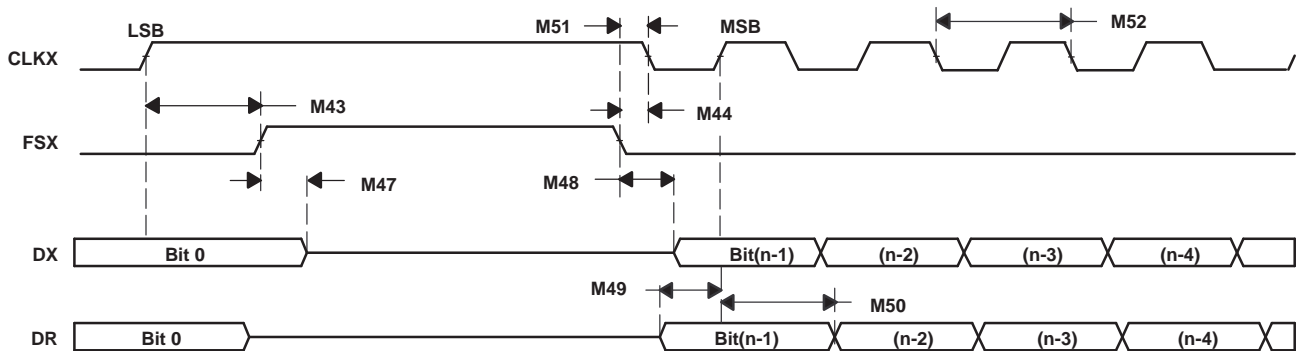 LSB M51 MSB M52
CLKX
M43 M44
FSX
M47 M48
DX Bit 0 Bit(n-1) (n-2) (n-3) (n-4)
M49 M50
DR Bit 0 Bit(n-1) (n-2) (n-3) (n-4)